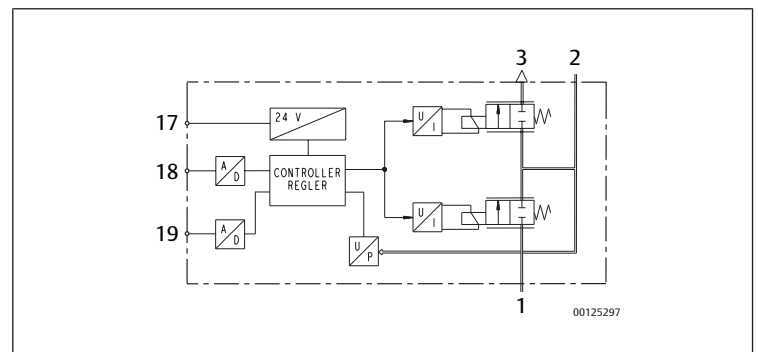 3 2
17
24 V
U
I
18
A
D
CONTROLLER
REGLER
19
A
D
U
I
U
P
1
00125297